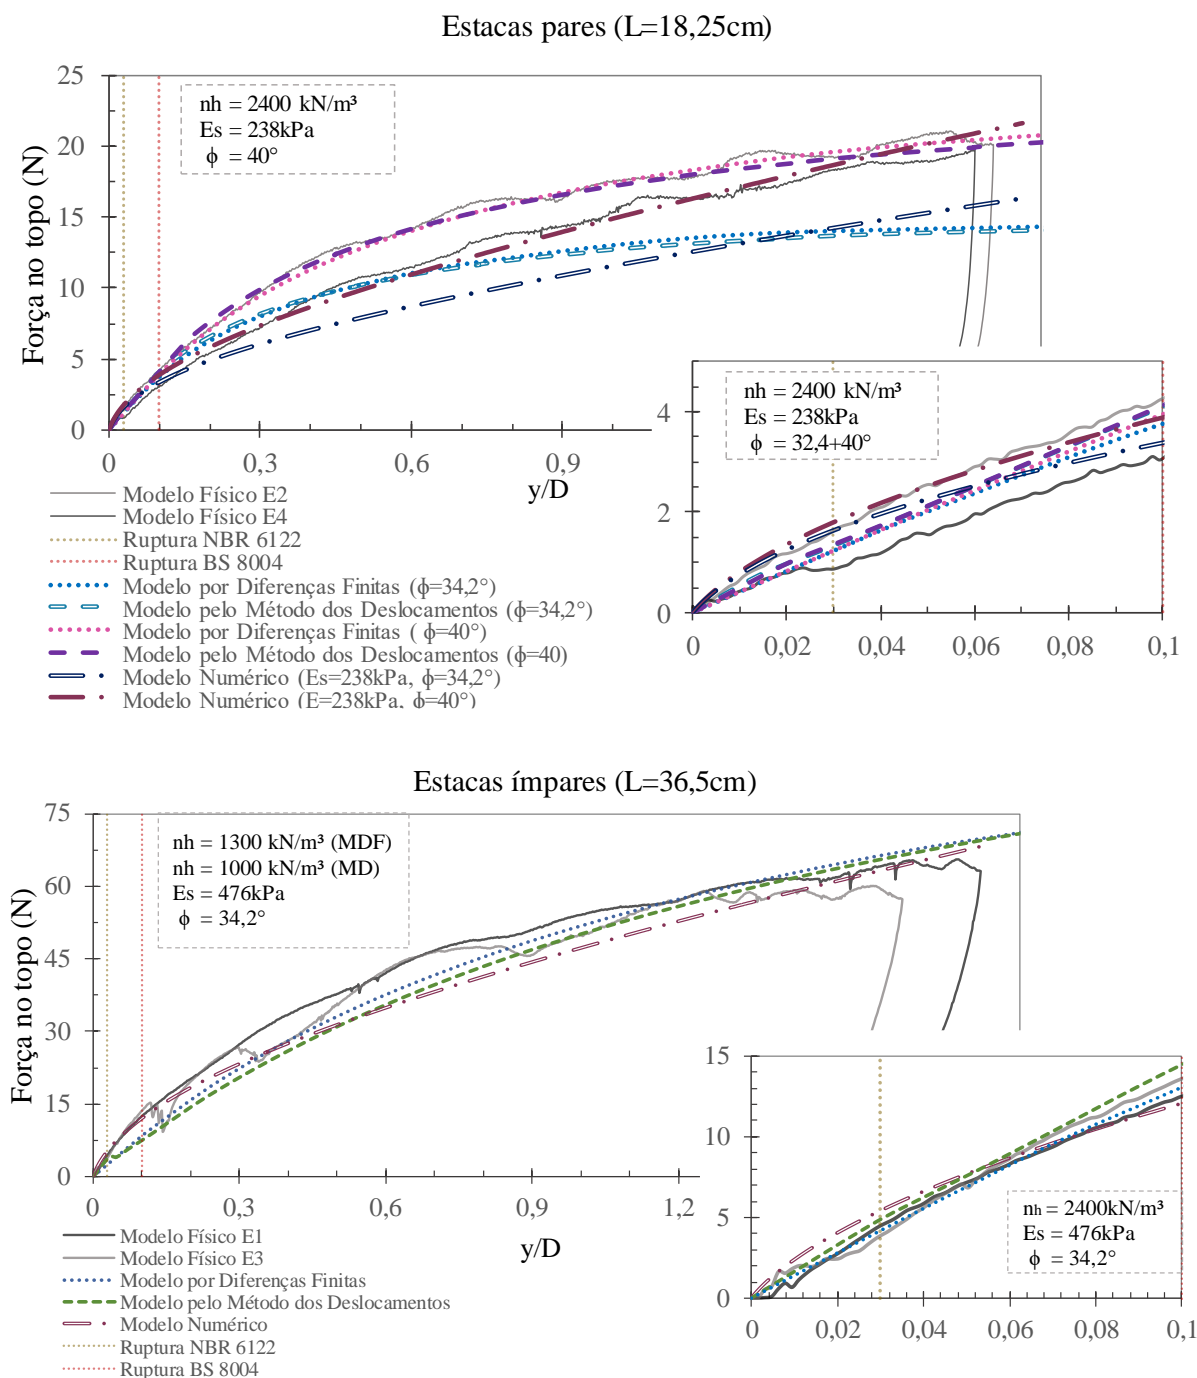 Estacas pares (L=18,25cm)
25
20
15
10
5
0
Força no topo (N)
nh = 2400 kN/m³
Es = 238kPa
ϕ = 40°
0
0,3
0,6
0,9
y/D
4
2
0
nh = 2400 kN/m³
Es = 238kPa
ϕ = 32,4+40°
0
0,02
0,04
0,06
0,08
0,1
Modelo Físico E2
Modelo Físico E4
Ruptura NBR 6122
Ruptura BS 8004
Modelo por Diferenças Finitas (ϕ=34,2°)
Modelo pelo Método dos Deslocamentos (ϕ=34,2°)
Modelo por Diferenças Finitas ( ϕ=40°)
Modelo pelo Método dos Deslocamentos (ϕ=40)
Modelo Numérico (Es=238kPa, ϕ=34,2°)
Modelo Numérico (E=238kPa, ϕ=40°)
Estacas ímpares (L=36,5cm)
75
60
45
30
15
0
Força no topo (N)
nh = 1300 kN/m³ (MDF)
nh = 1000 kN/m³ (MD)
Es = 476kPa
ϕ = 34,2°
0
0,3
0,6
0,9
1,2
y/D
15
10
5
0
nh = 2400kN/m³
Es = 476kPa
ϕ = 34,2°
0
0,02
0,04
0,06
0,08
0,1
Modelo Físico E1
Modelo Físico E3
Modelo por Diferenças Finitas
Modelo pelo Método dos Deslocamentos
Modelo Numérico
Ruptura NBR 6122
Ruptura BS 8004